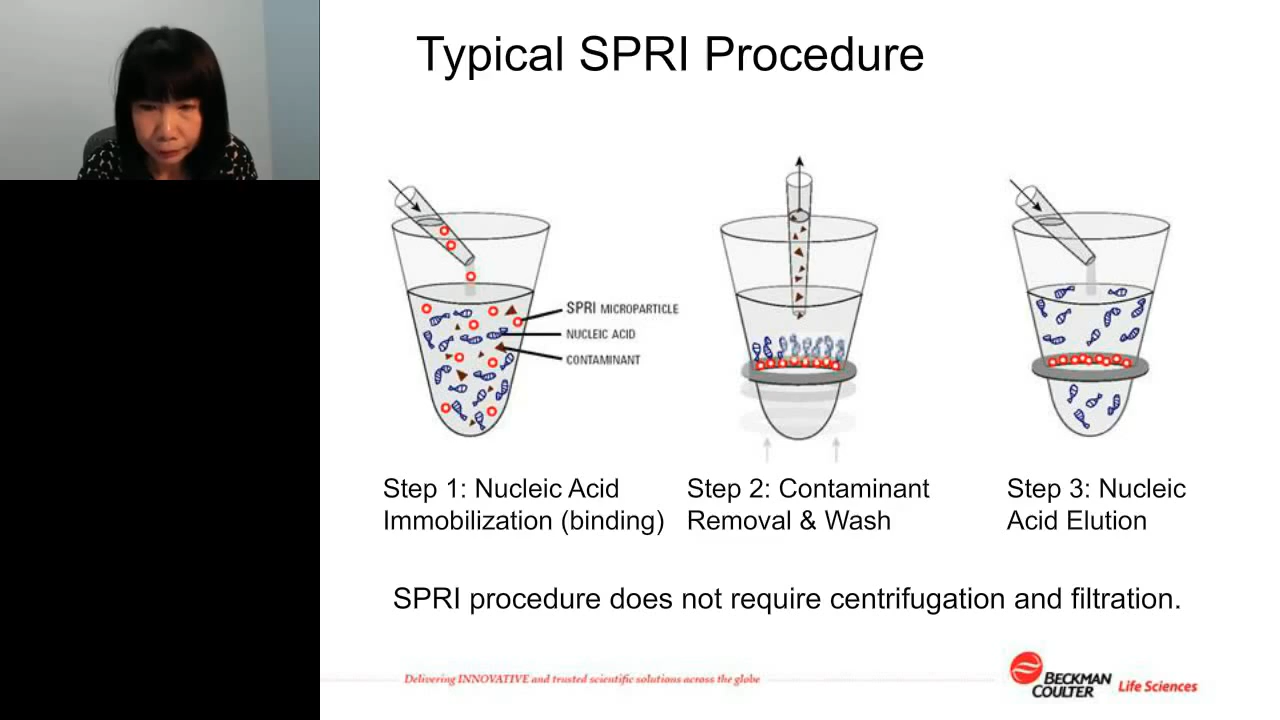 Typical SPRI Procedure
SPRI MICROPARTICLE
NUCLEIC ACID
CONTAMINANT
Step 1: Nucleic Acid
Immobilization (binding)
Step 2: Contaminant
Removal & Wash
Step 3: Nucleic
Acid Elution
SPRI procedure does not require centrifugation and filtration.
Delivering INNOVATIVE and trusted scientific solutions across the globe
BECKMAN
COULTER
Life Sciences